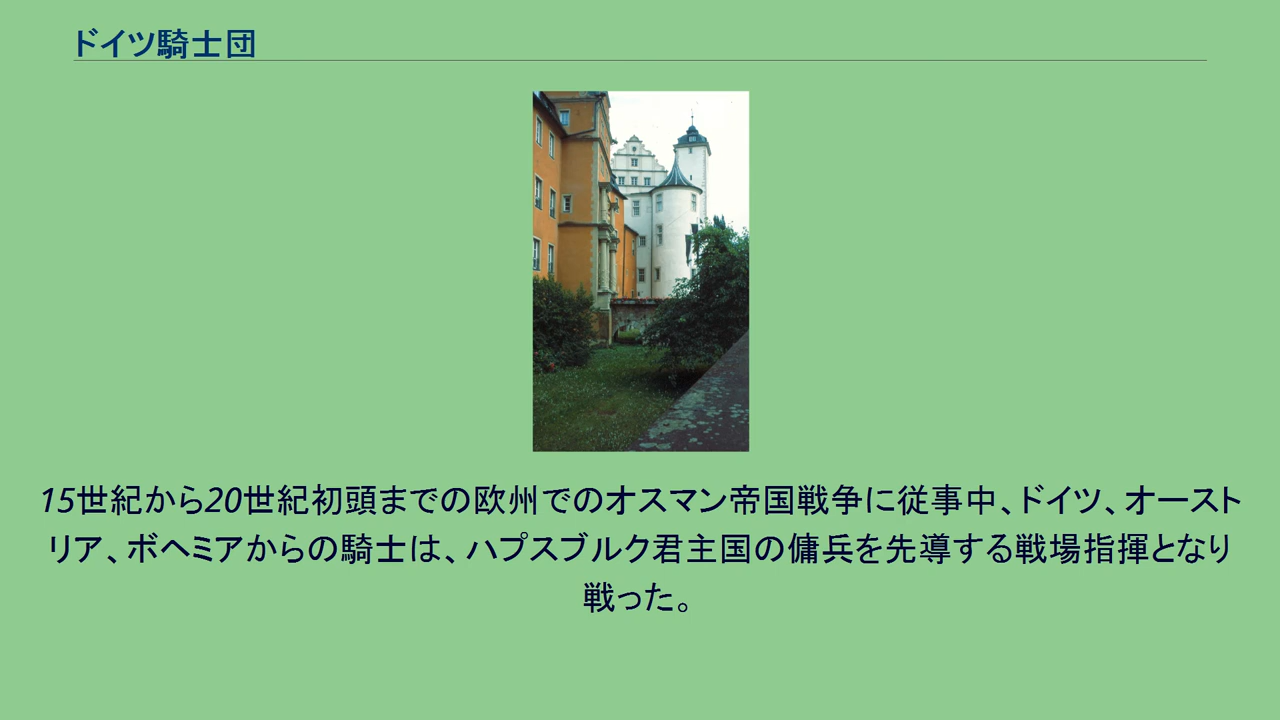 ドイツ騎士団
15世紀から20世紀初頭までの欧州でのオスマン帝国戦争に従事中、ドイツ、オースト
リア、ボヘミアからの騎士は、ハプスブルク君主国の傭兵を先導する戦場指揮となり
戦った。